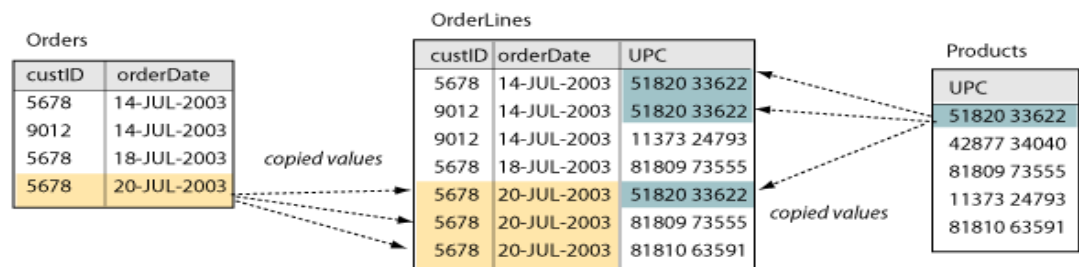 Orders
custID orderDate
5678 14-JUL-2003
9012 14-JUL-2003
5678 18-JUL-2003
5678 20-JUL-2003
copied values
OrderLines
custID orderDate UPC
5678 14-JUL-2003 51820 33622
9012 14-JUL-2003 51820 33622
9012 14-JUL-2003 11373 24793
5678 18-JUL-2003 81809 73555
5678 20-JUL-2003 51820 33622
5678 20-JUL-2003 81809 73555
5678 20-JUL-2003 81810 63591
copied values
Products
UPC
51820 33622
42877 34040
81809 73555
11373 24793
81810 63591